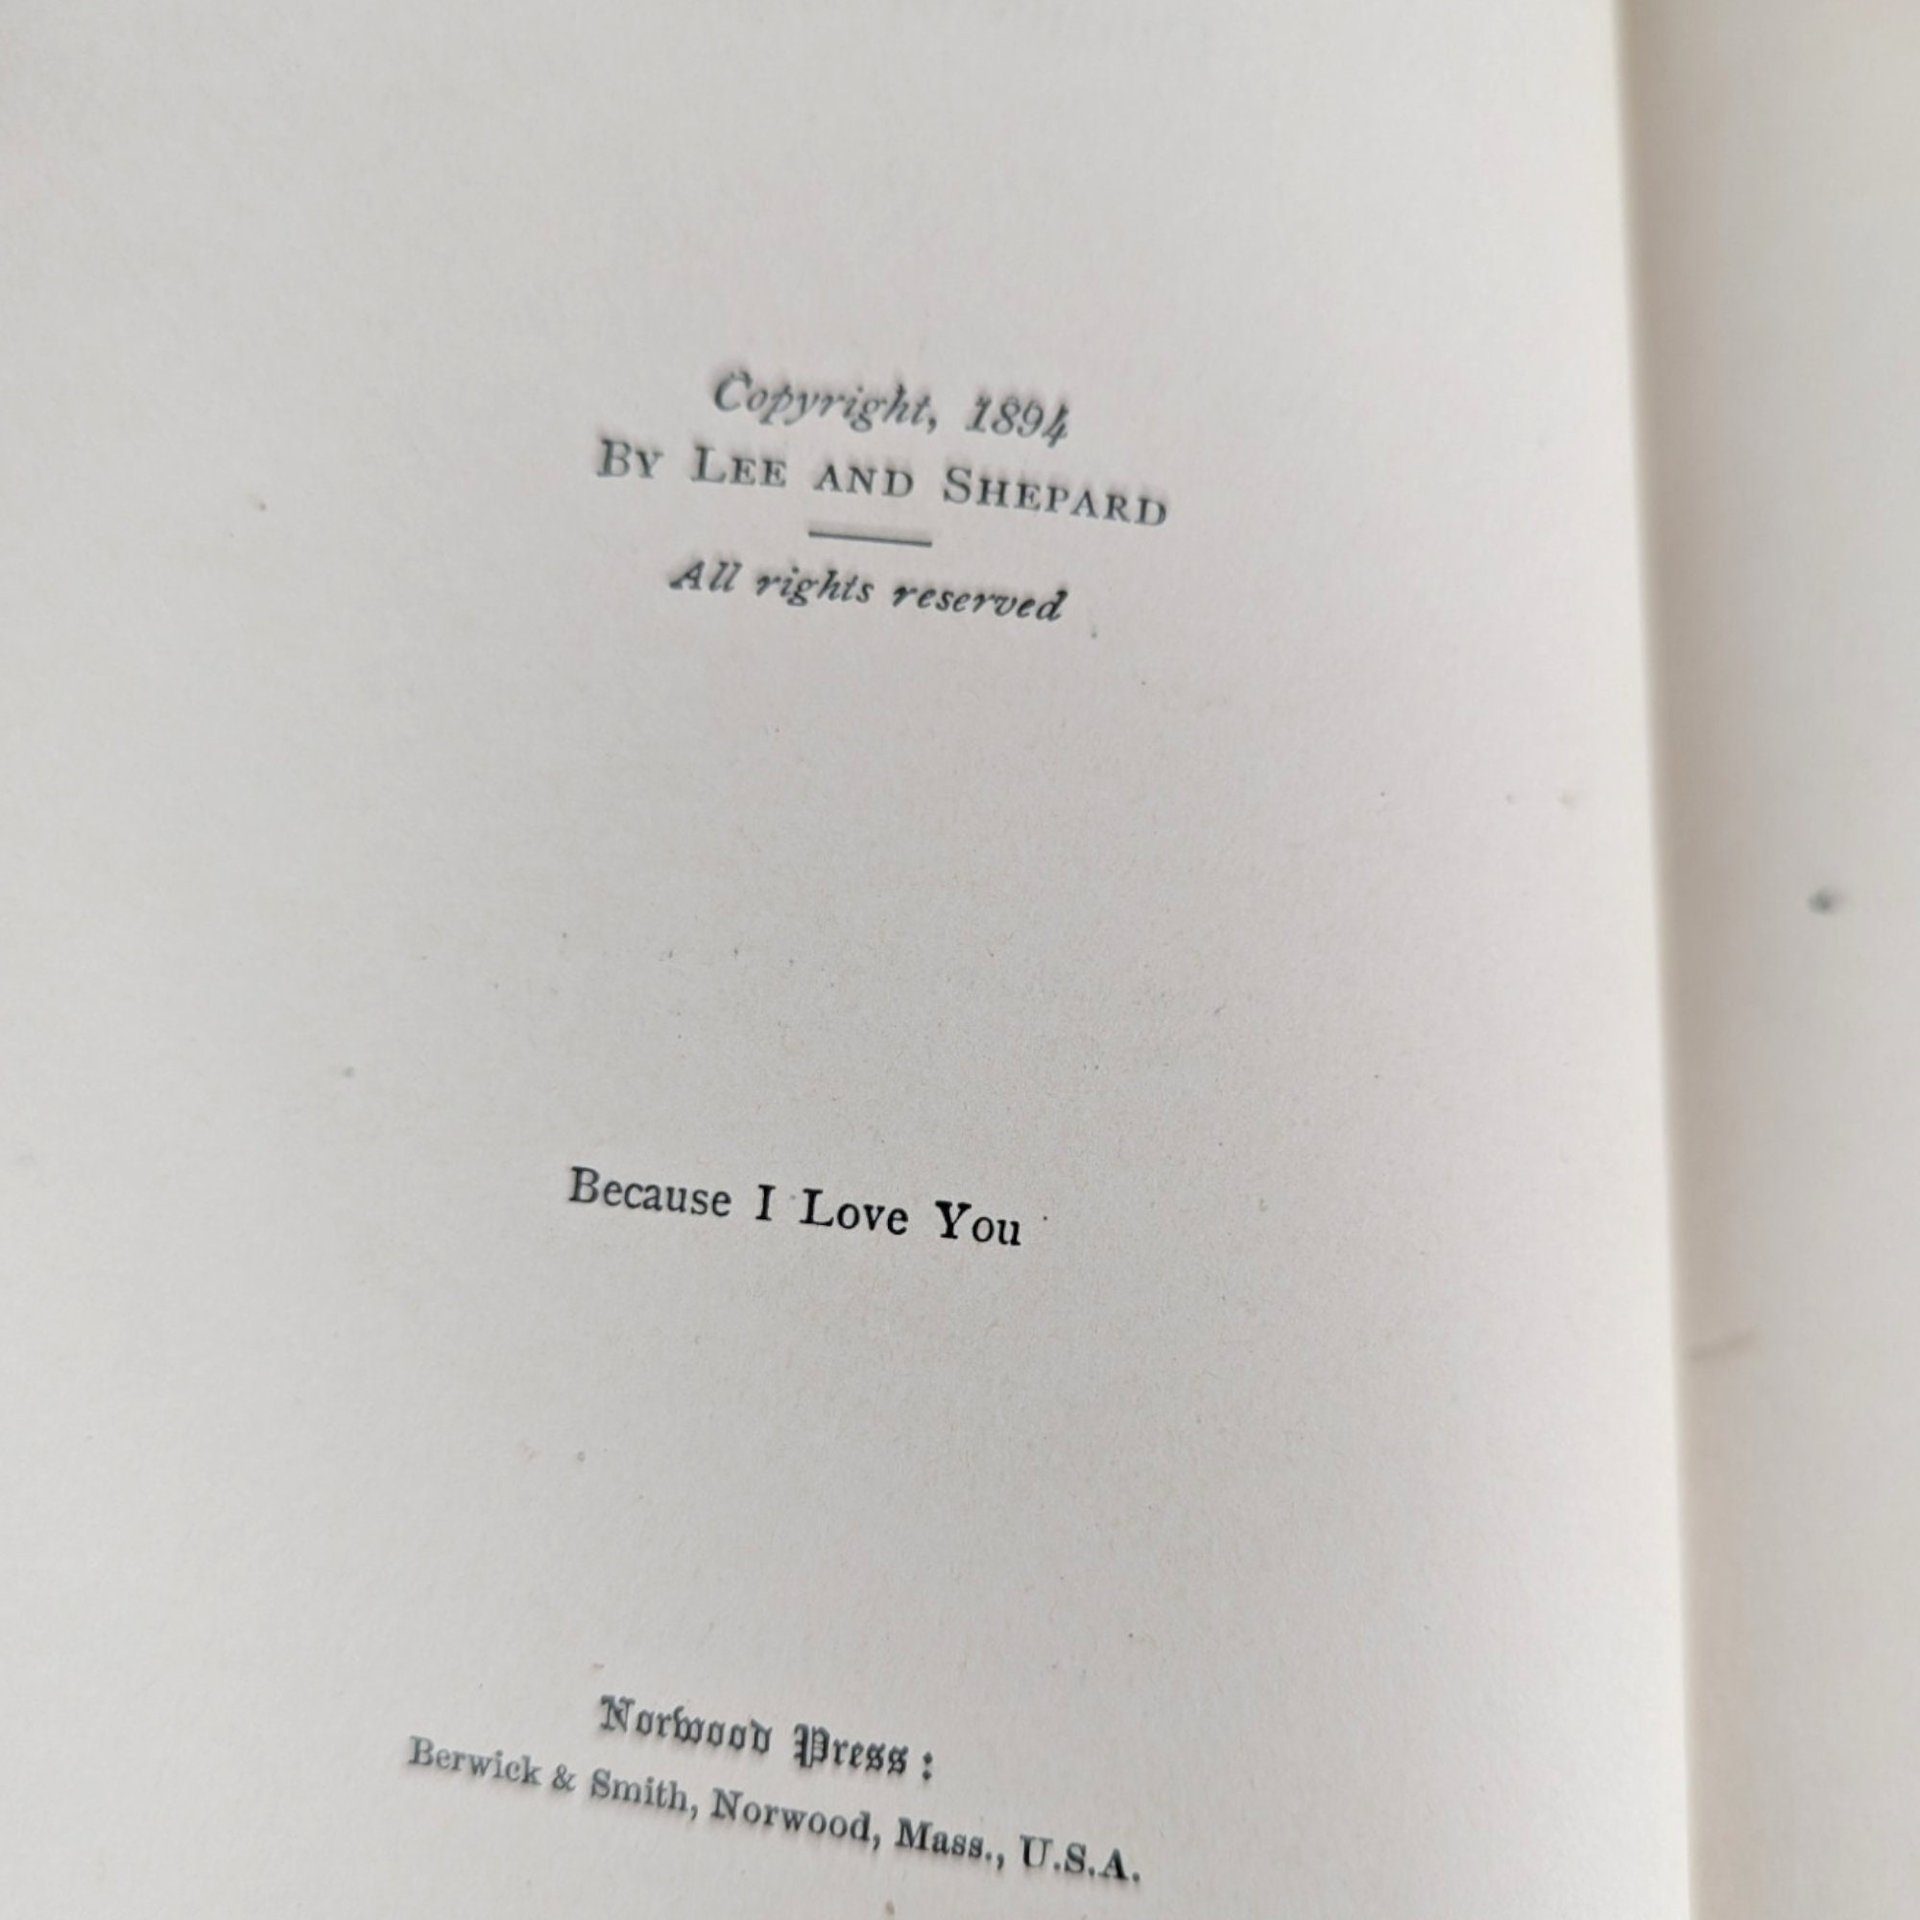 Copyright, 1894
By Lee and Shepard
All rights reserved
Because I Love You
Norwood Press:
Berwick & Smith, Norwood, Mass., U.S.A.